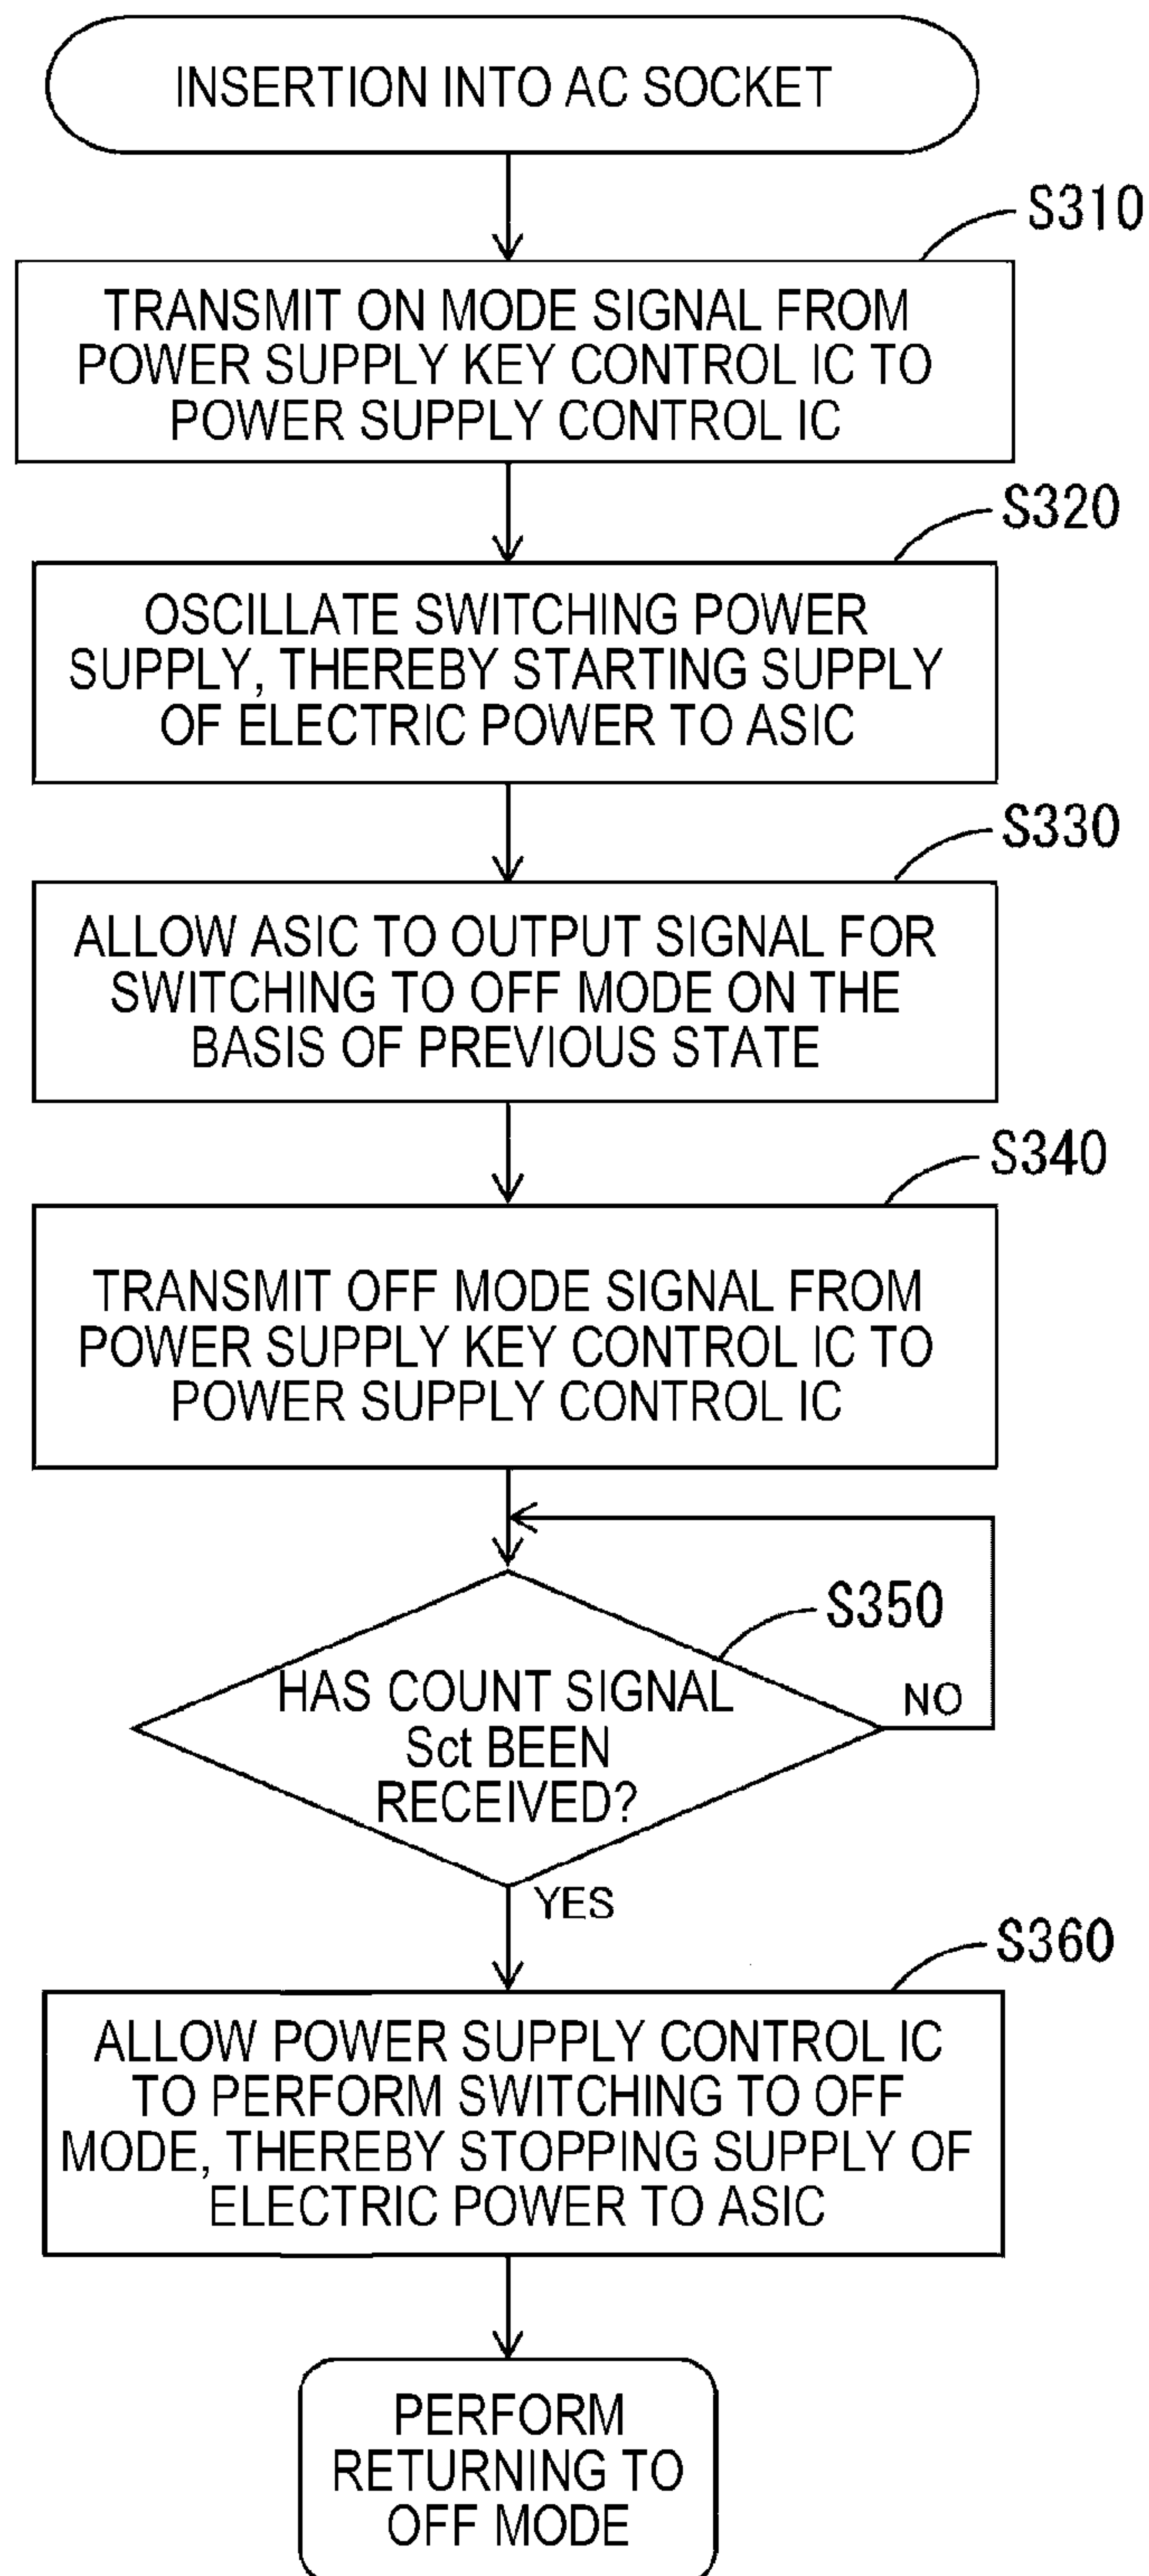 INSERTION INTO AC SOCKET
S310
TRANSMIT ON MODE SIGNAL FROM
POWER SUPPLY KEY CONTROL IC TO
POWER SUPPLY CONTROL IC
S320
OSCILLATE SWITCHING POWER
SUPPLY, THEREBY STARTING SUPPLY
OF ELECTRIC POWER TO ASIC
S330
ALLOW ASIC TO OUTPUT SIGNAL FOR
SWITCHING TO OFF MODE ON THE
BASIS OF PREVIOUS STATE
S340
TRANSMIT OFF MODE SIGNAL FROM
POWER SUPPLY KEY CONTROL IC TO
POWER SUPPLY CONTROL IC
S350
HAS COUNT SIGNAL
Sct BEEN
RECEIVED?
NO
YES
S360
ALLOW POWER SUPPLY CONTROL IC
TO PERFORM SWITCHING TO OFF
MODE, THEREBY STOPPING SUPPLY OF
ELECTRIC POWER TO ASIC
PERFORM
RETURNING TO
OFF MODE